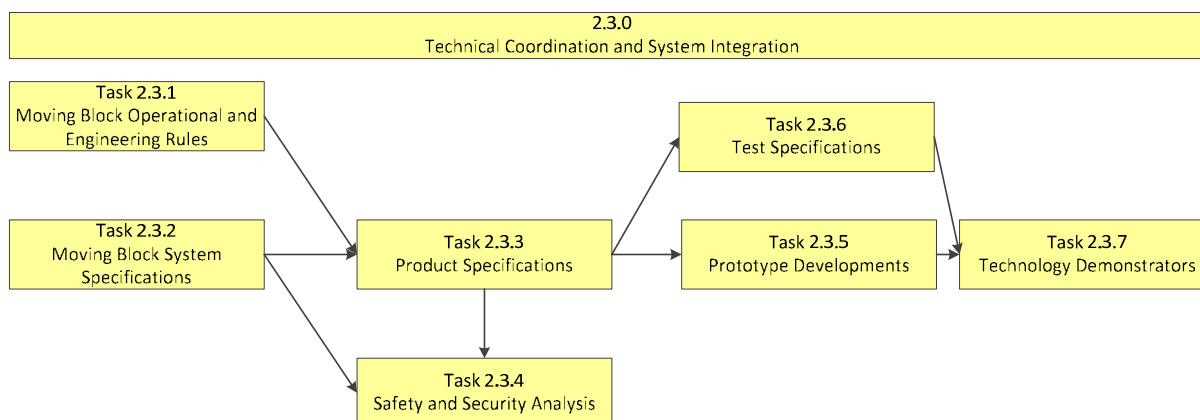 2.3.0
Technical Coordination and System Integration
Task 2.3.1
Moving Block Operational and
Engineering Rules
Task 2.3.6
Test Specifications
Task 2.3.2
Moving Block System
Specifications
Task 2.3.3
Product Specifications
Task 2.3.5
Prototype Developments
Task 2.3.7
Technology Demonstrators
Task 2.3.4
Safety and Security Analysis